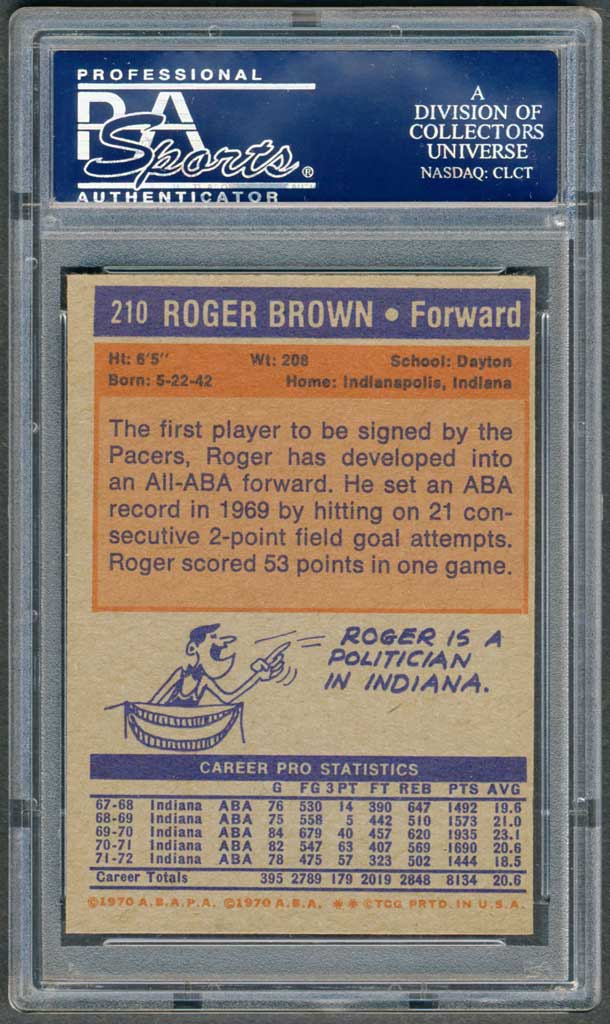 PROFESSIONAL
PSA
Sports®
AUTHENTICATOR
A
DIVISION OF
COLLECTORS
UNIVERSE
NASDAQ: CLCT
210 ROGER BROWN • Forward
Ht: 6'5" Wt: 208 School: Dayton
Born: 5-22-42 Home: Indianapolis, Indiana
The first player to be signed by the
Pacers, Roger has developed into
an All-ABA forward. He set an ABA
record in 1969 by hitting on 21 con-
secutive 2-point field goal attempts.
Roger scored 53 points in one game.
ROGER IS A
POLITICIAN
IN INDIANA.
CAREER PRO STATISTICS
G FG 3PT FT REB PTS AVG
67-68 Indiana ABA 76 530 14 390 647 1492 19.6
68-69 Indiana ABA 75 558 5 442 510 1573 21.0
69-70 Indiana ABA 84 679 40 457 620 1935 23.1
70-71 Indiana ABA 82 547 63 407 569 1690 20.6
71-72 Indiana ABA 78 475 57 323 502 1444 18.5
Career Totals 395 2789 179 2019 2848 8134 20.6
©1970 A.B.A.P.A. ©1970 A.B.A. ** ©TCG PRTD. IN U.S.A.